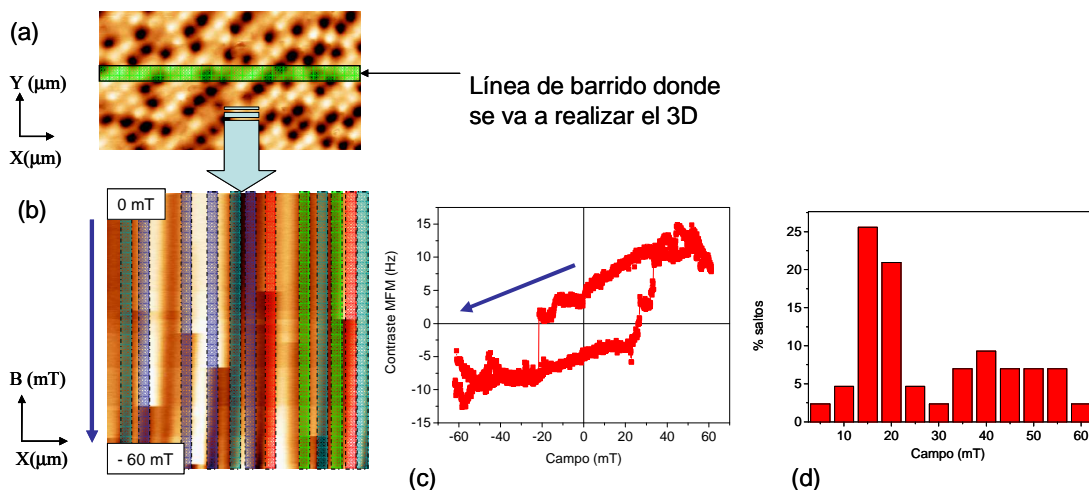 (a)
Y (μm)
X(μm)
Línea de barrido donde
se va a realizar el 3D
(b)
0 mT
B (mT)
X(μm)
- 60 mT
15
10
5
0
-5
-10
-15
Contraste MFM (Hz)
-60 -40 -20 0 20 40 60
Campo (mT)
(c)
25
20
15
10
5
0
% saltos
10 20 30 40 50 60
Campo (mT)
(d)